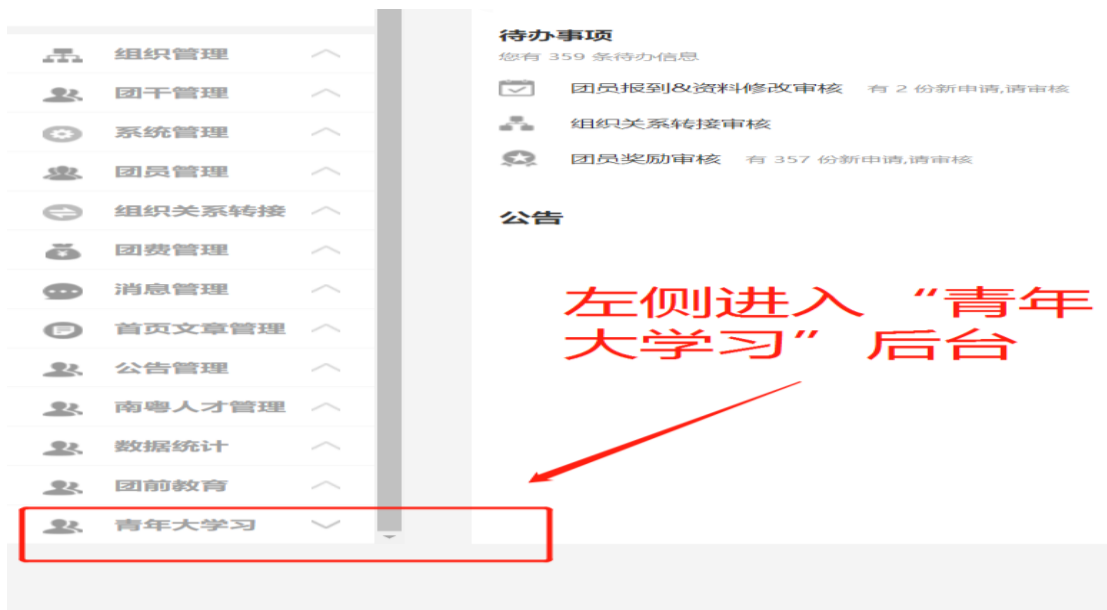 组织管理
团干管理
系统管理
团员管理
组织关系转接
团费管理
消息管理
首页文章管理
公告管理
南粤人才管理
数据统计
团前教育
青年大学习
待办事项
您有 359 条待办信息
团员报到&资料修改审核 有 2 份新申请,请审核
组织关系转接审核
团员奖励审核 有 357 份新申请,请审核
公告
左侧进入“青年
大学习”后台